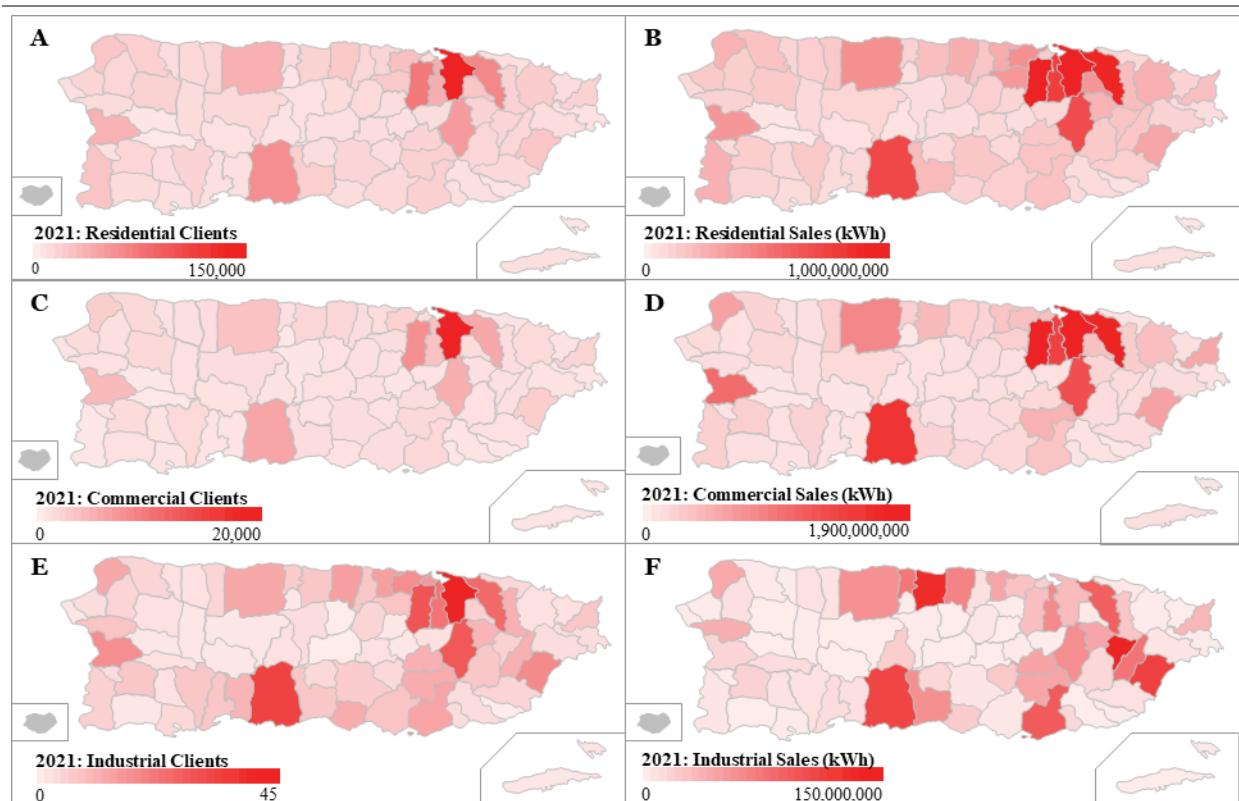 A
2021: Residential Clients
0 150,000
B
2021: Residential Sales (kWh)
0 1,000,000,000
C
2021: Commercial Clients
0 20,000
D
2021: Commercial Sales (kWh)
0 1,900,000,000
E
2021: Industrial Clients
0 45
F
2021: Industrial Sales (kWh)
0 150,000,000